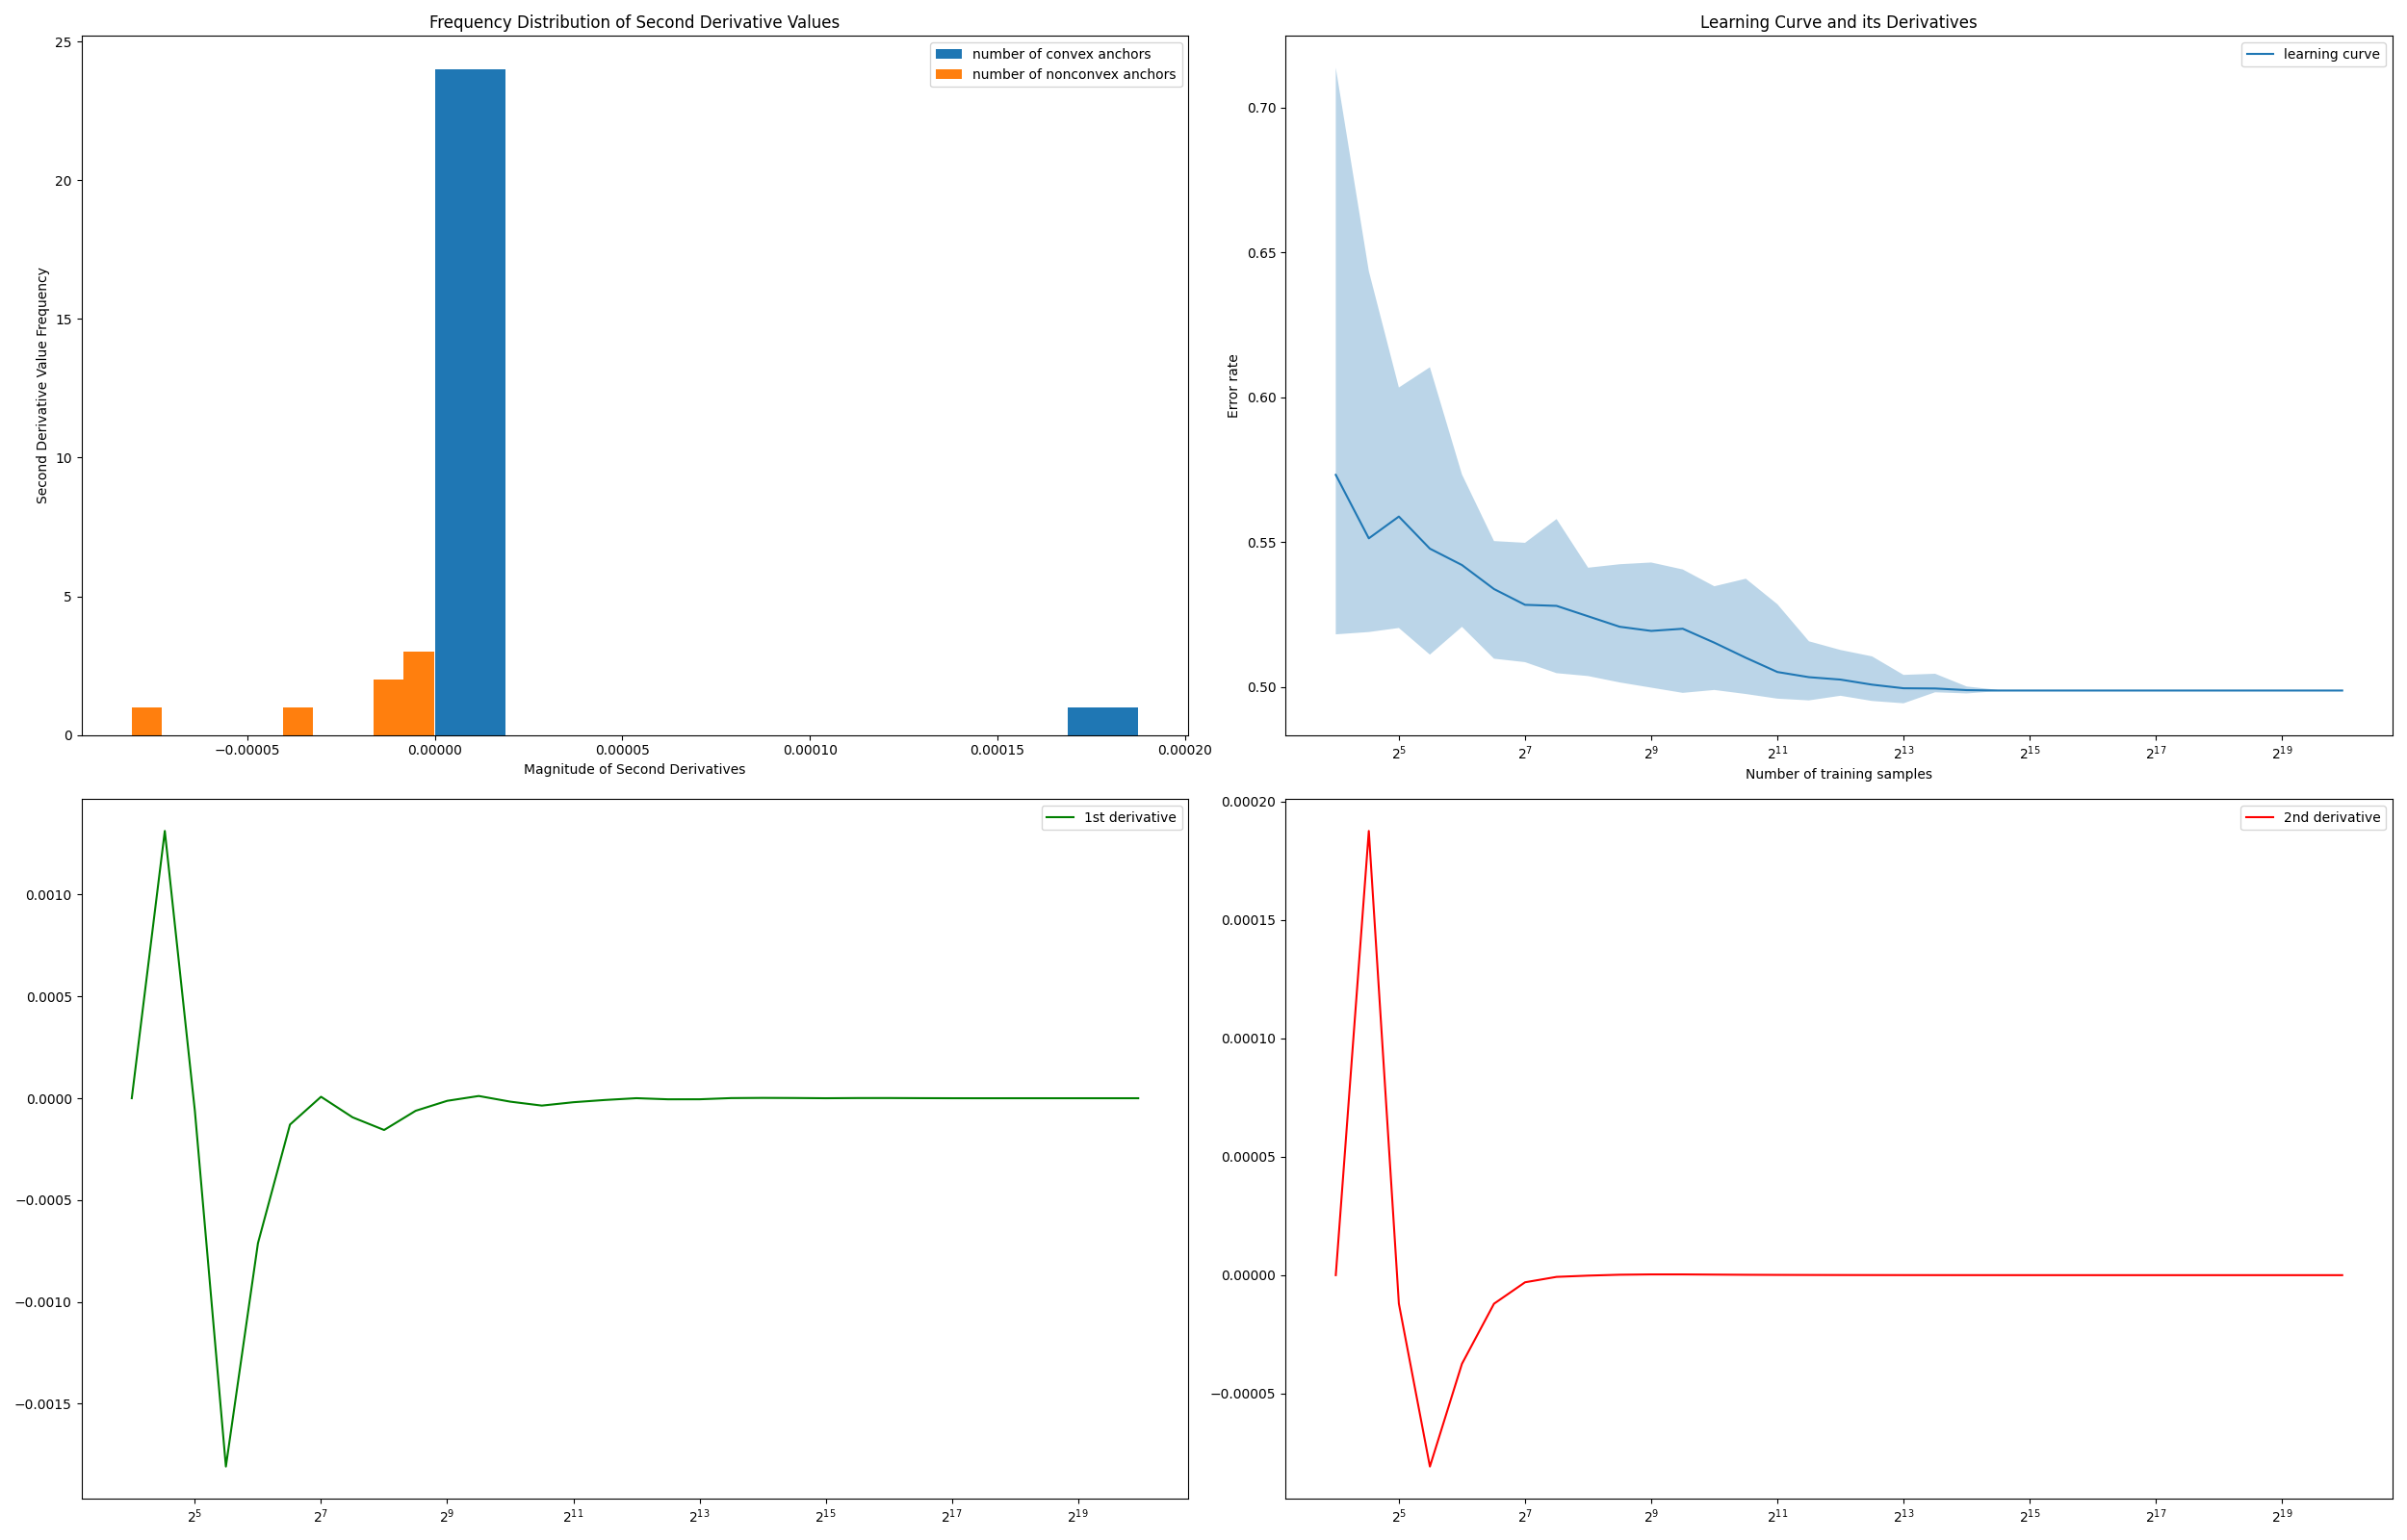 Frequency Distribution of Second Derivative Values
25
20
15
10
5
0
Second Derivative Value Frequency
number of convex anchors
number of nonconvex anchors
−0.00005 0.00000 0.00005 0.00010 0.00015 0.00020
Magnitude of Second Derivatives
Learning Curve and its Derivatives
0.70
0.65
0.60
0.55
0.50
Error rate
learning curve
2^5 2^7 2^9 2^11 2^13 2^15 2^17 2^19
Number of training samples
0.0010
0.0005
0.0000
−0.0005
−0.0010
−0.0015
1st derivative
2^5 2^7 2^9 2^11 2^13 2^15 2^17 2^19
0.00020
0.00015
0.00010
0.00005
0.00000
−0.00005
2nd derivative
2^5 2^7 2^9 2^11 2^13 2^15 2^17 2^19